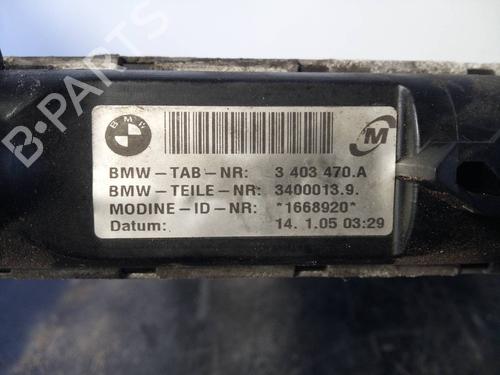 B-PARTS
BMW
M
BMW-TAB-NR: 3 403 470.A
BMW-TEILE-NR: 3400013.9.
MODINE-ID-NR: *1668920*
Datum: 14. 1.05 03:29